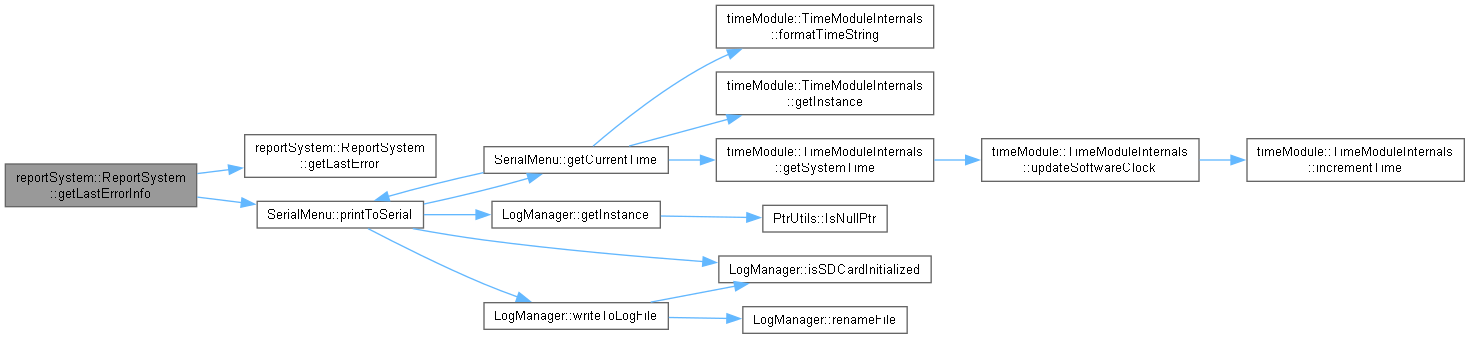 reportSystem::ReportSystem
::getLastErrorInfo
reportSystem::ReportSystem
::getLastError
SerialMenu::printToSerial
SerialMenu::getCurrentTime
LogManager::getInstance
LogManager::writeToLogFile
timeModule::TimeModuleInternals
::formatTimeString
timeModule::TimeModuleInternals
::getInstance
timeModule::TimeModuleInternals
::getSystemTime
PtrUtils::IsNullPtr
LogManager::isSDCardInitialized
LogManager::renameFile
timeModule::TimeModuleInternals
::updateSoftwareClock
timeModule::TimeModuleInternals
::incrementTime